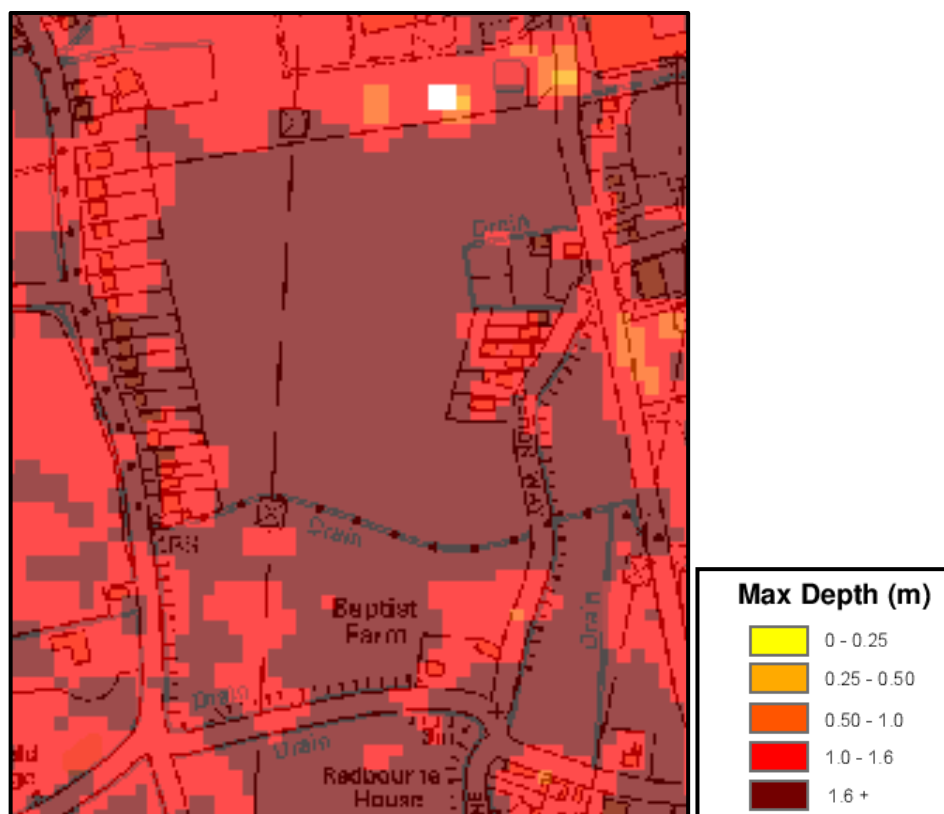 Drain
Drain
Baptist
Farm
Drain
Drain
Drain
Redbourne
House
Max Depth (m)
0 - 0.25
0.25 - 0.50
0.50 - 1.0
1.0 - 1.6
1.6 +